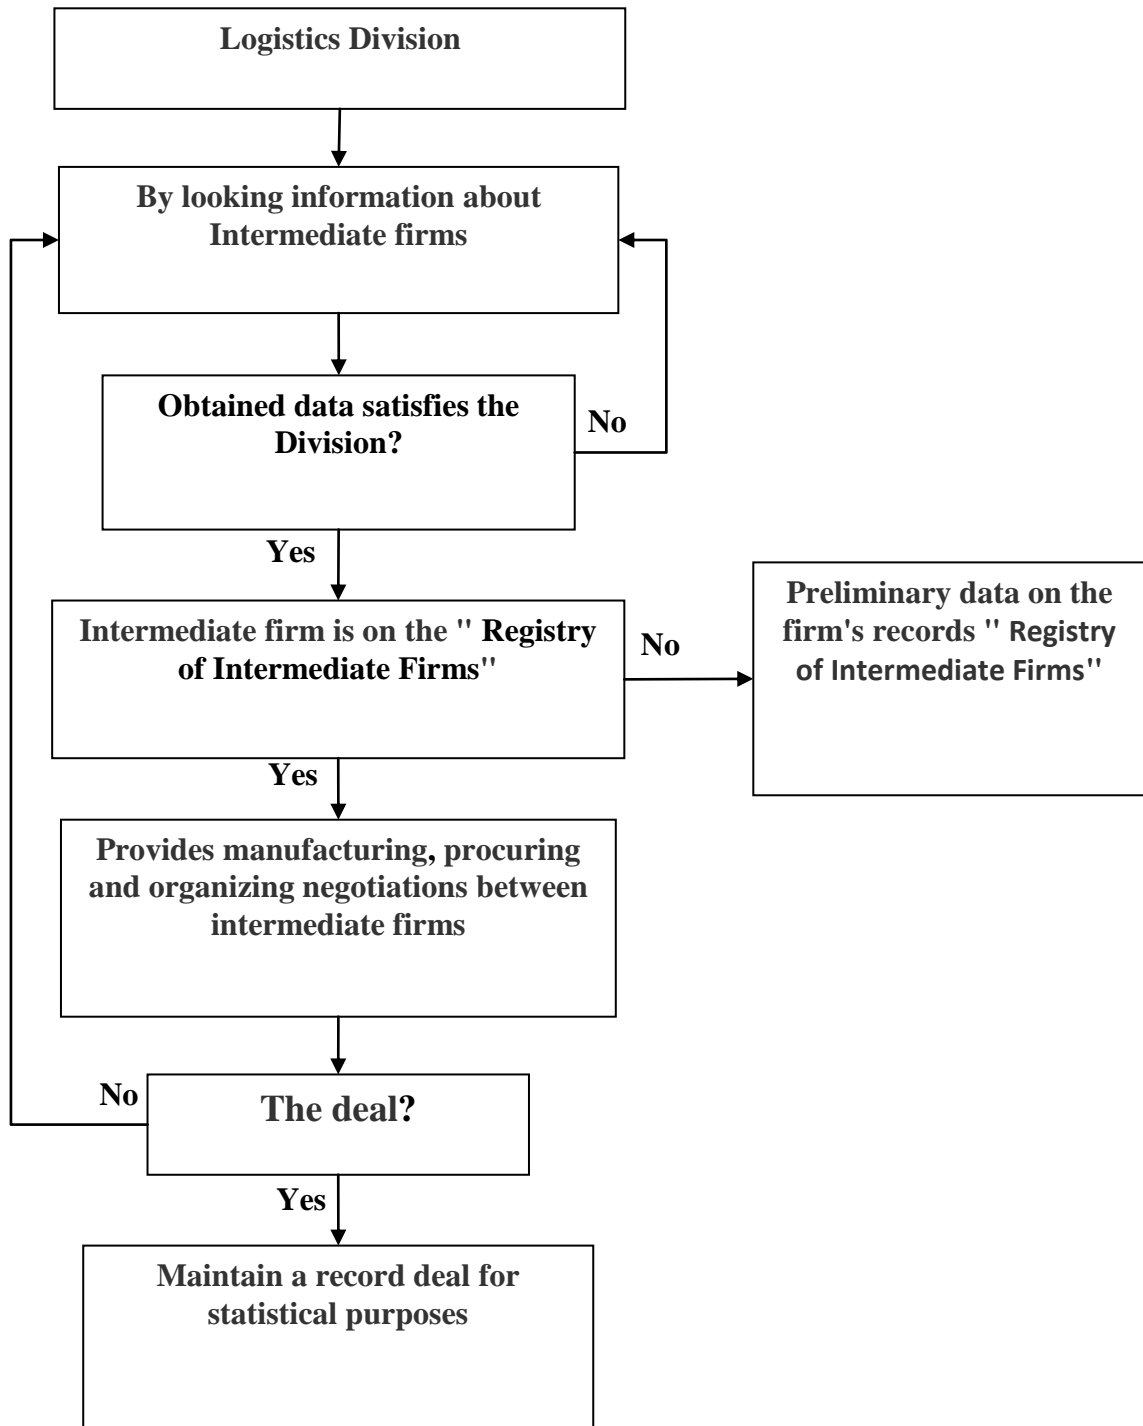 Logistics Division
By looking information about
Intermediate firms
Obtained data satisfies the
Division?
No
Yes
Intermediate firm is on the " Registry
of Intermediate Firms"
No
Preliminary data on the
firm's records " Registry
of Intermediate Firms"
Yes
Provides manufacturing, procuring
and organizing negotiations between
intermediate firms
No
The deal?
Yes
Maintain a record deal for
statistical purposes